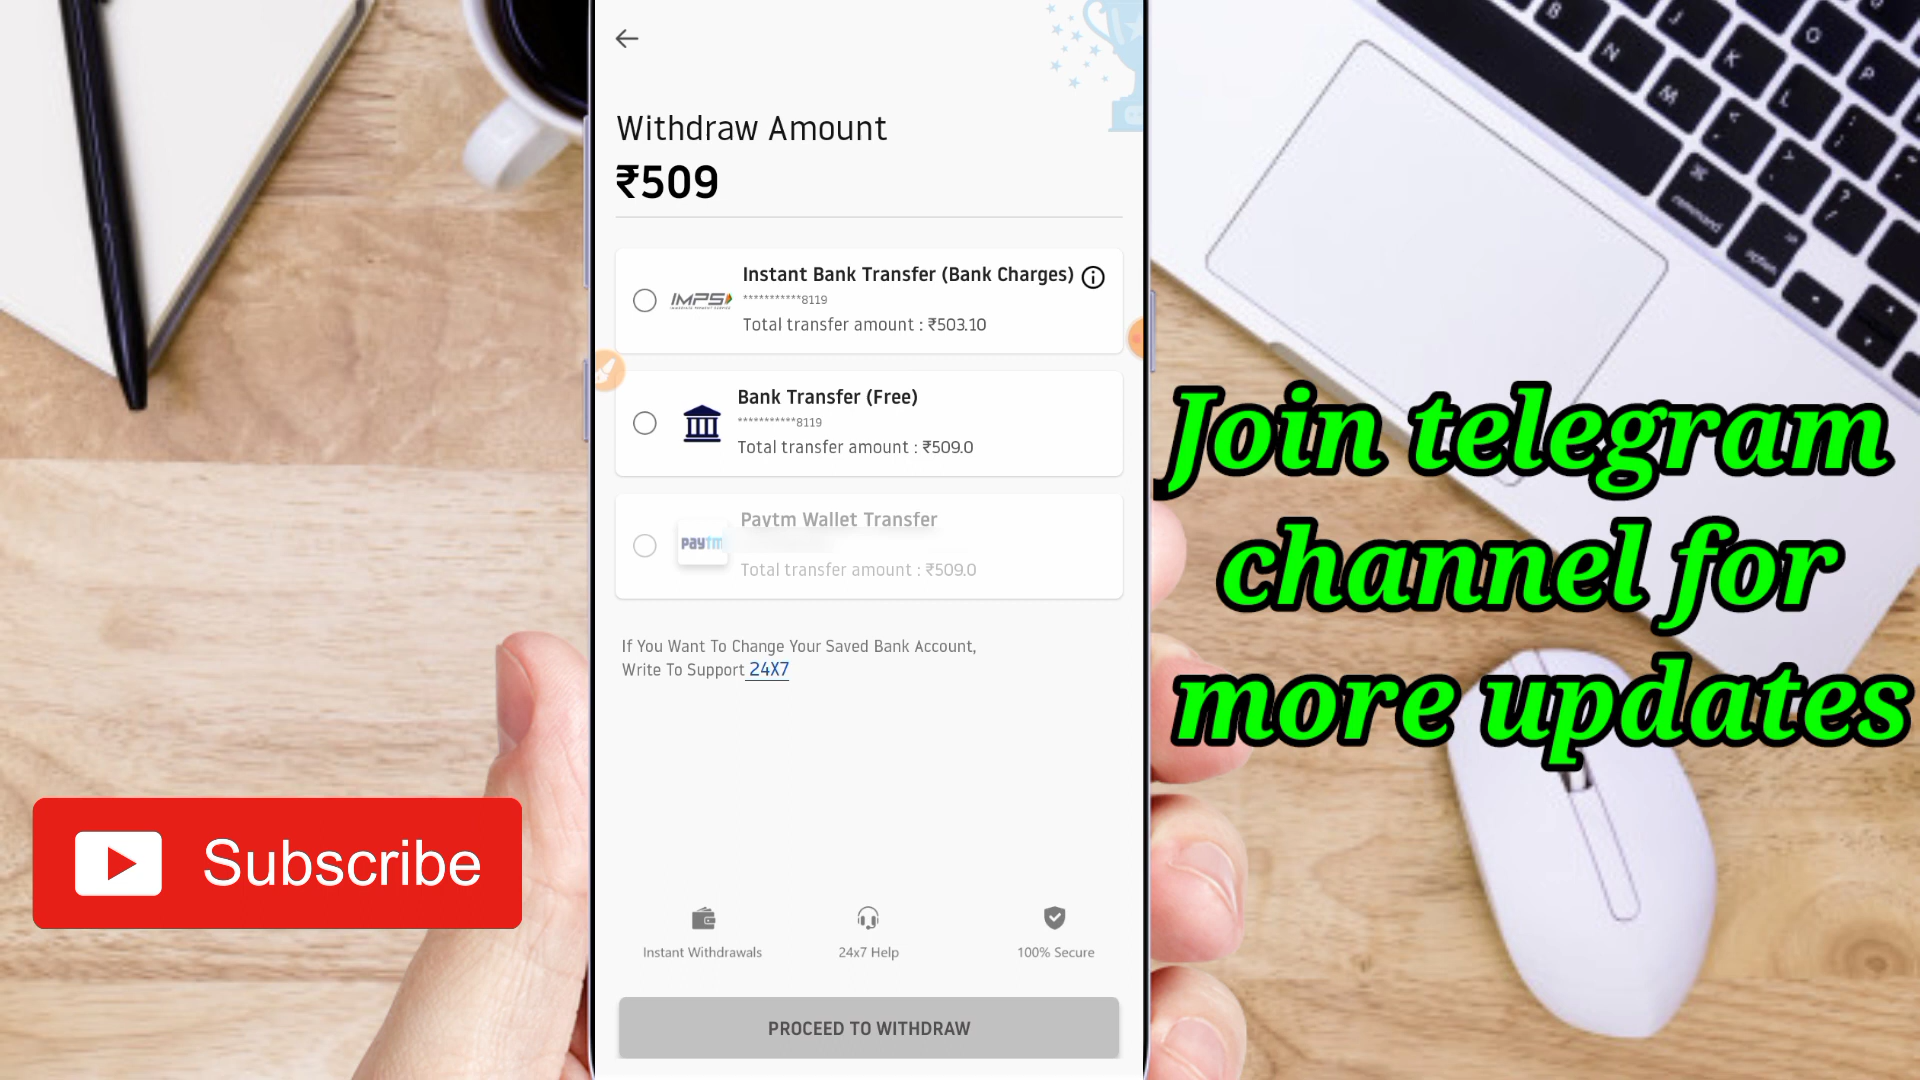 Withdraw Amount
₹509
Instant Bank Transfer (Bank Charges)
IMPS
***********8119
Total transfer amount : ₹503.10
Bank Transfer (Free)
***********8119
Total transfer amount : ₹509.0
Paytm Wallet Transfer
paytm
Total transfer amount : ₹509.0
If You Want To Change Your Saved Bank Account,
Write To Support 24X7
Instant Withdrawals
24x7 Help
100% Secure
PROCEED TO WITHDRAW
Subscribe
Join telegram
channel for
more updates
B
N
M
J
K
L
O
P
command
option